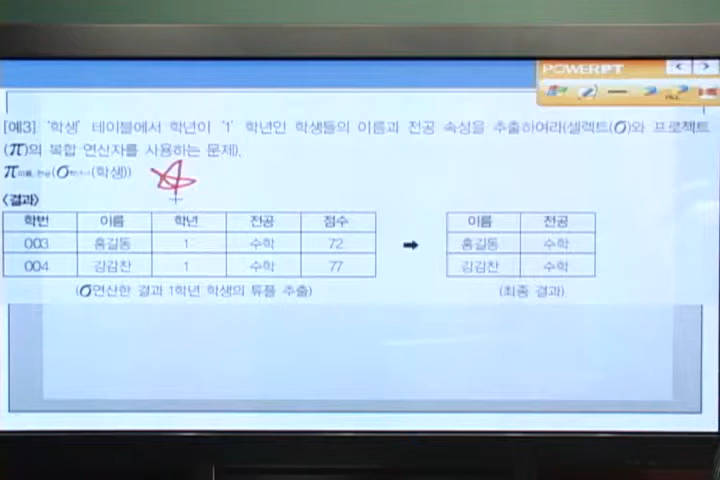 POWERPT
[예3] '학생' 테이블에서 학년이 '1' 학년인 학생들의 이름과 전공 속성을 추출하여라(셀렉트(σ)와 프로젝트
(π)의 복합 연산자를 사용하는 문제).
π이름, 전공(σ학년=1(학생))
<결과>
학번 이름 학년 전공 점수 이름 전공
003 홍길동 1 수학 72 ➡ 홍길동 수학
004 강감찬 1 수학 77 강감찬 수학
(σ연산한 결과 1학년 학생의 튜플 추출) (최종 결과)